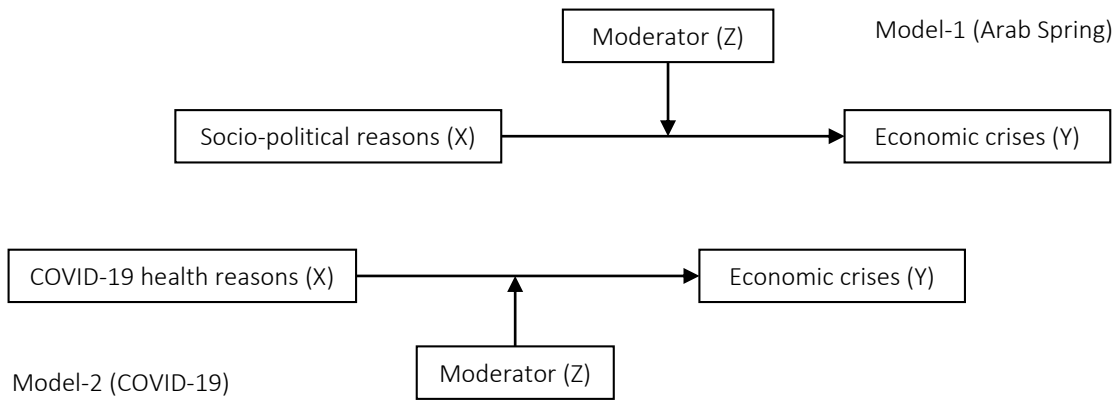 Moderator (Z)
Model-1 (Arab Spring)
Socio-political reasons (X)
Economic crises (Y)
COVID-19 health reasons (X)
Economic crises (Y)
Moderator (Z)
Model-2 (COVID-19)